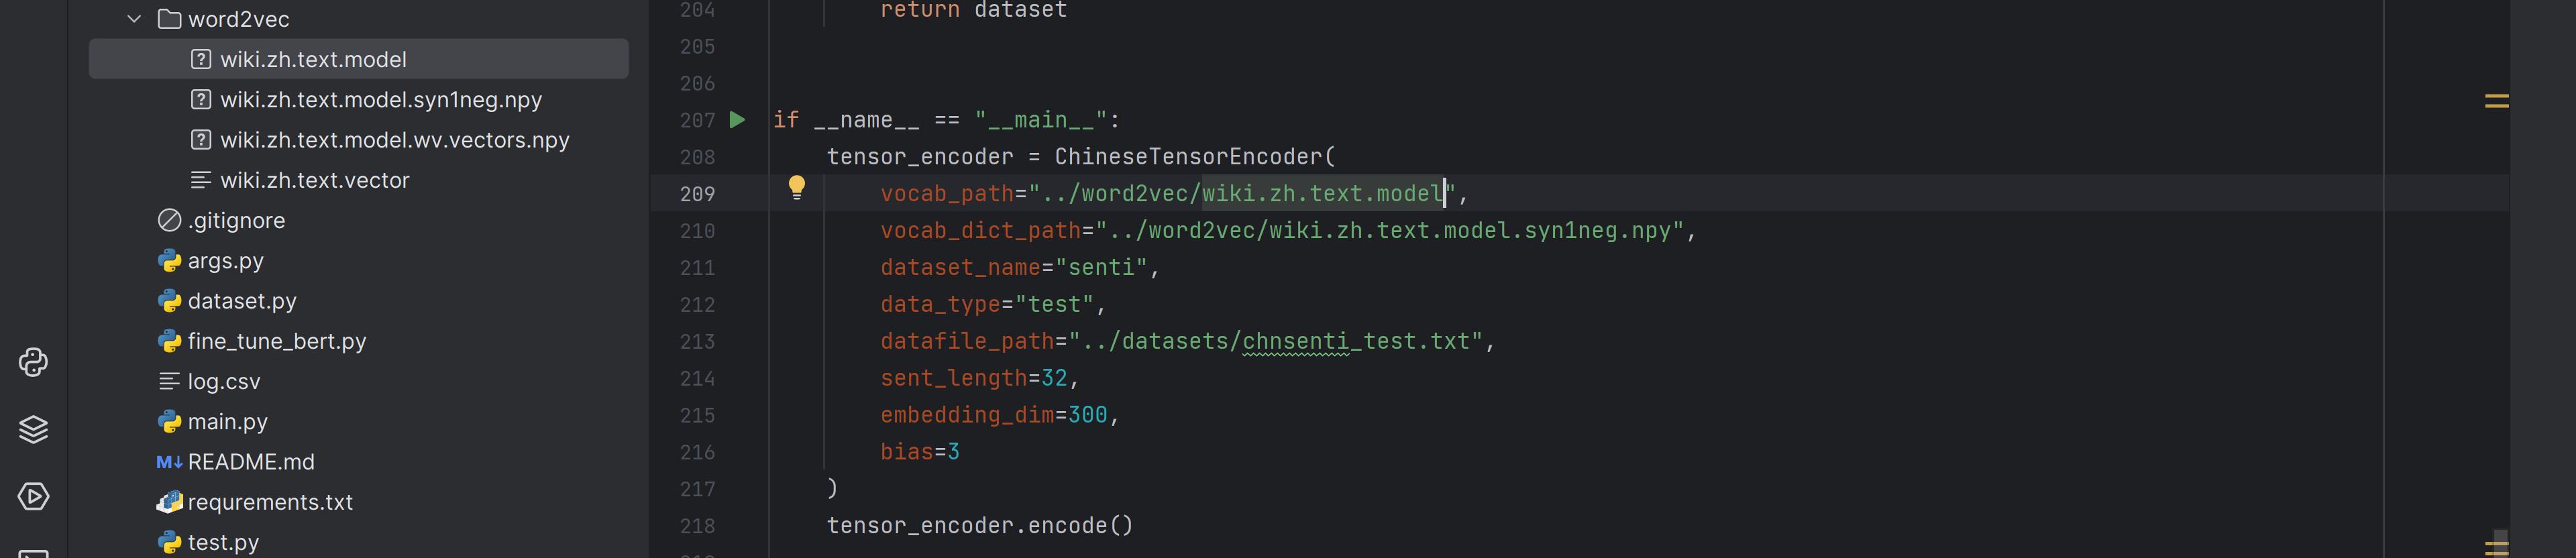 word2vec
wiki.zh.text.model
wiki.zh.text.model.syn1neg.npy
wiki.zh.text.model.wv.vectors.npy
wiki.zh.text.vector
.gitignore
args.py
dataset.py
fine_tune_bert.py
log.csv
main.py
README.md
requrements.txt
test.py
204 return dataset
205
206
207 if __name__ == "__main__":
208 tensor_encoder = ChineseTensorEncoder(
209 vocab_path="../word2vec/wiki.zh.text.model",
210 vocab_dict_path="../word2vec/wiki.zh.text.model.syn1neg.npy",
211 dataset_name="senti",
212 data_type="test",
213 datafile_path="../datasets/chnsenti_test.txt",
214 sent_length=32,
215 embedding_dim=300,
216 bias=3
217 )
218 tensor_encoder.encode()